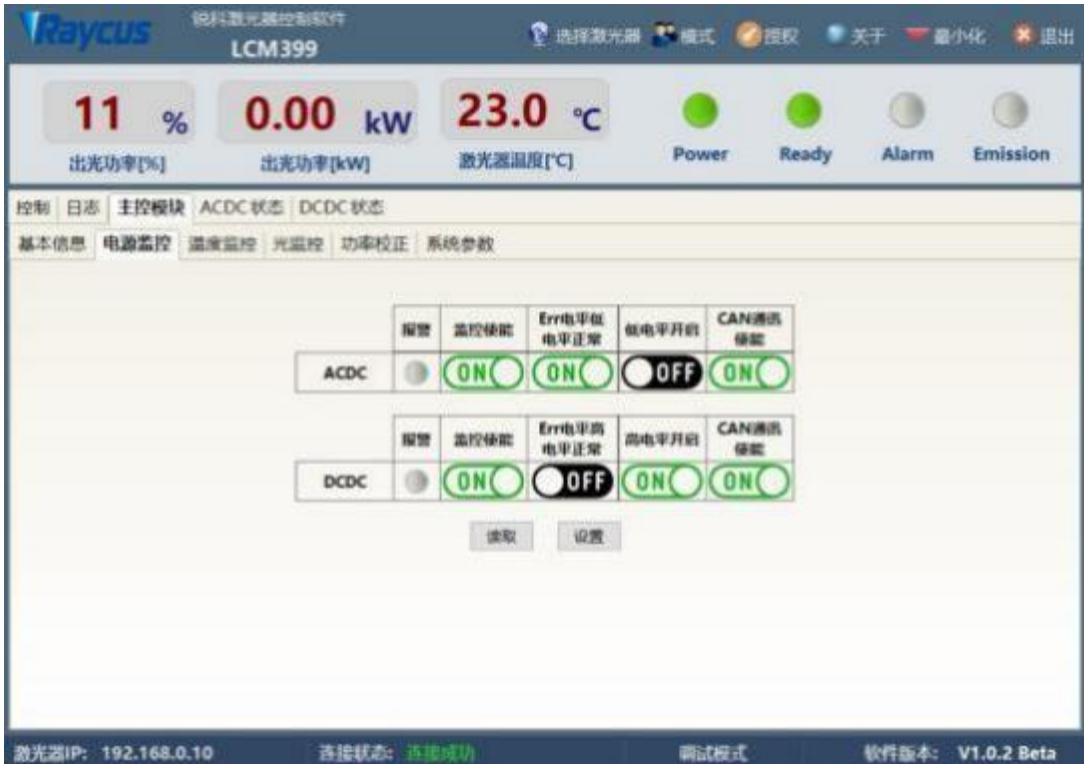 Raycus
锐科激光器控制软件
LCM399
选择激光器 模式 授权 关于 最小化 退出
11 %
0.00 kW
23.0 ℃
出光功率[%]
出光功率[kW]
激光器温度[℃]
Power Ready Alarm Emission
控制 日志 主控模块 ACDC 状态 DCDC 状态
基本信息 电源监控 温度监控 光监控 功率校正 系统参数
报警 监控使能 Err电平低 低电平开启 CAN通讯
电平正常 使能
ACDC ON ON OFF ON
报警 监控使能 Err电平高 高电平开启 CAN通讯
电平正常 使能
DCDC ON OFF ON ON
读取 设置
激光器IP: 192.168.0.10 连接状态: 连接成功 调试模式 软件版本: V1.0.2 Beta